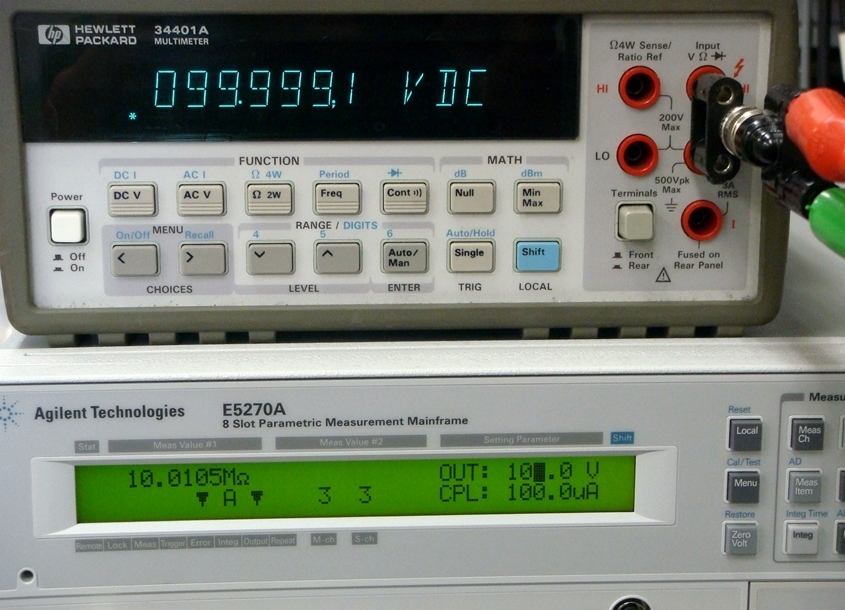 hp HEWLETT PACKARD
34401A
MULTIMETER
099.999,1 VDC
*
Ω4W Sense/
Ratio Ref
Input
V Ω
HI
200V
Max
LO
500Vpk
Max
3A
RMS
I
Fused on
Rear Panel
Terminals
Front
Rear
Power
Off
On
FUNCTION
MATH
DC I
AC I
Ω 4W
Period
dB
dBm
DC V
AC V
Ω 2W
Freq
Cont
Null
Min
Max
On/Off
MENU
Recall
RANGE / DIGITS
4
5
6
Auto/Hold
<
>
Auto/
Man
Single
Shift
CHOICES
LEVEL
ENTER
TRIG
LOCAL
Agilent Technologies
E5270A
8 Slot Parametric Measurement Mainframe
Stat
Meas Value #1
Meas Value #2
Setting Parameter
Shift
10.0105MΩ
OUT: 10 .0 V
A
3 3
CPL: 100.0uA
Remote Lock Meas Trigger Error Integ Output Repeat
M-ch
S-ch
Reset
Local
Cal/Test
Menu
Restore
Zero
Volt
Measu
Meas
Ch
AD
Meas
Item
Integ Time
Integ